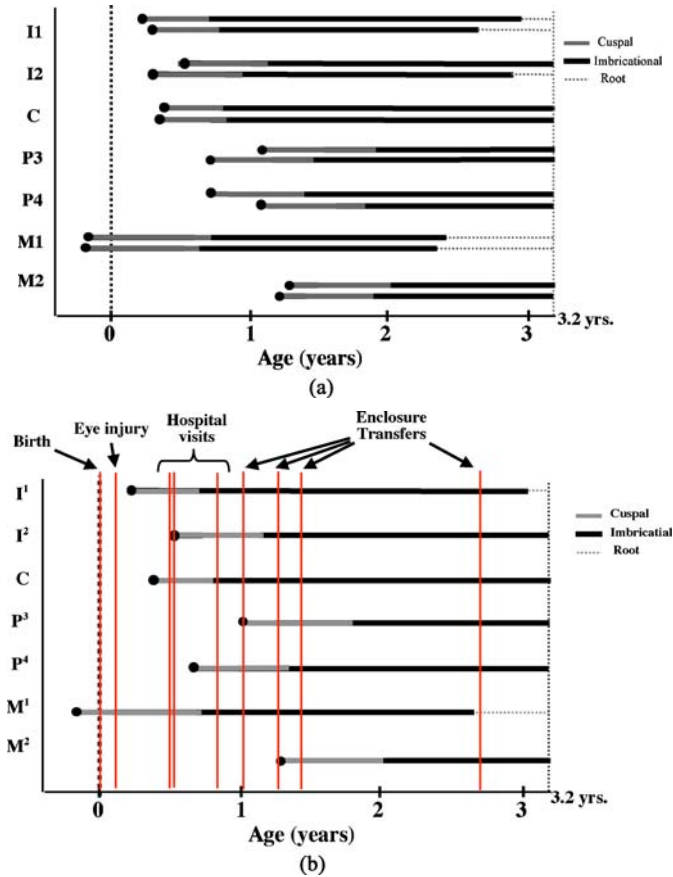 I1
I2
C
P3
P4
M1
M2
Cuspal
Imbricational
Root
0 1 2 3
3.2 yrs.
Age (years)
(a)
Birth
Eye injury
Hospital
visits
Enclosure
Transfers
I¹
I²
C
P³
P⁴
M¹
M²
Cuspal
Imbricatial
Root
0 1 2 3
3.2 yrs.
Age (years)
(b)